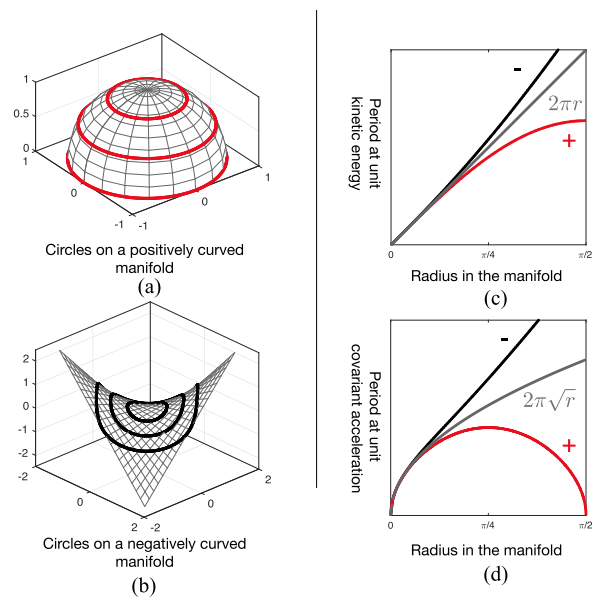 1
0.5
0
1
0
-1
-1
0
1
Circles on a positively curved
manifold
(a)
2
1
0
-1
-2
-2
0
2
-2
0
2
Circles on a negatively curved
manifold
(b)
Period at unit
kinetic energy
-
2πr
+
0
π/4
π/2
Radius in the manifold
(c)
Period at unit
covariant acceleration
-
2π√r
+
0
π/4
π/2
Radius in the manifold
(d)